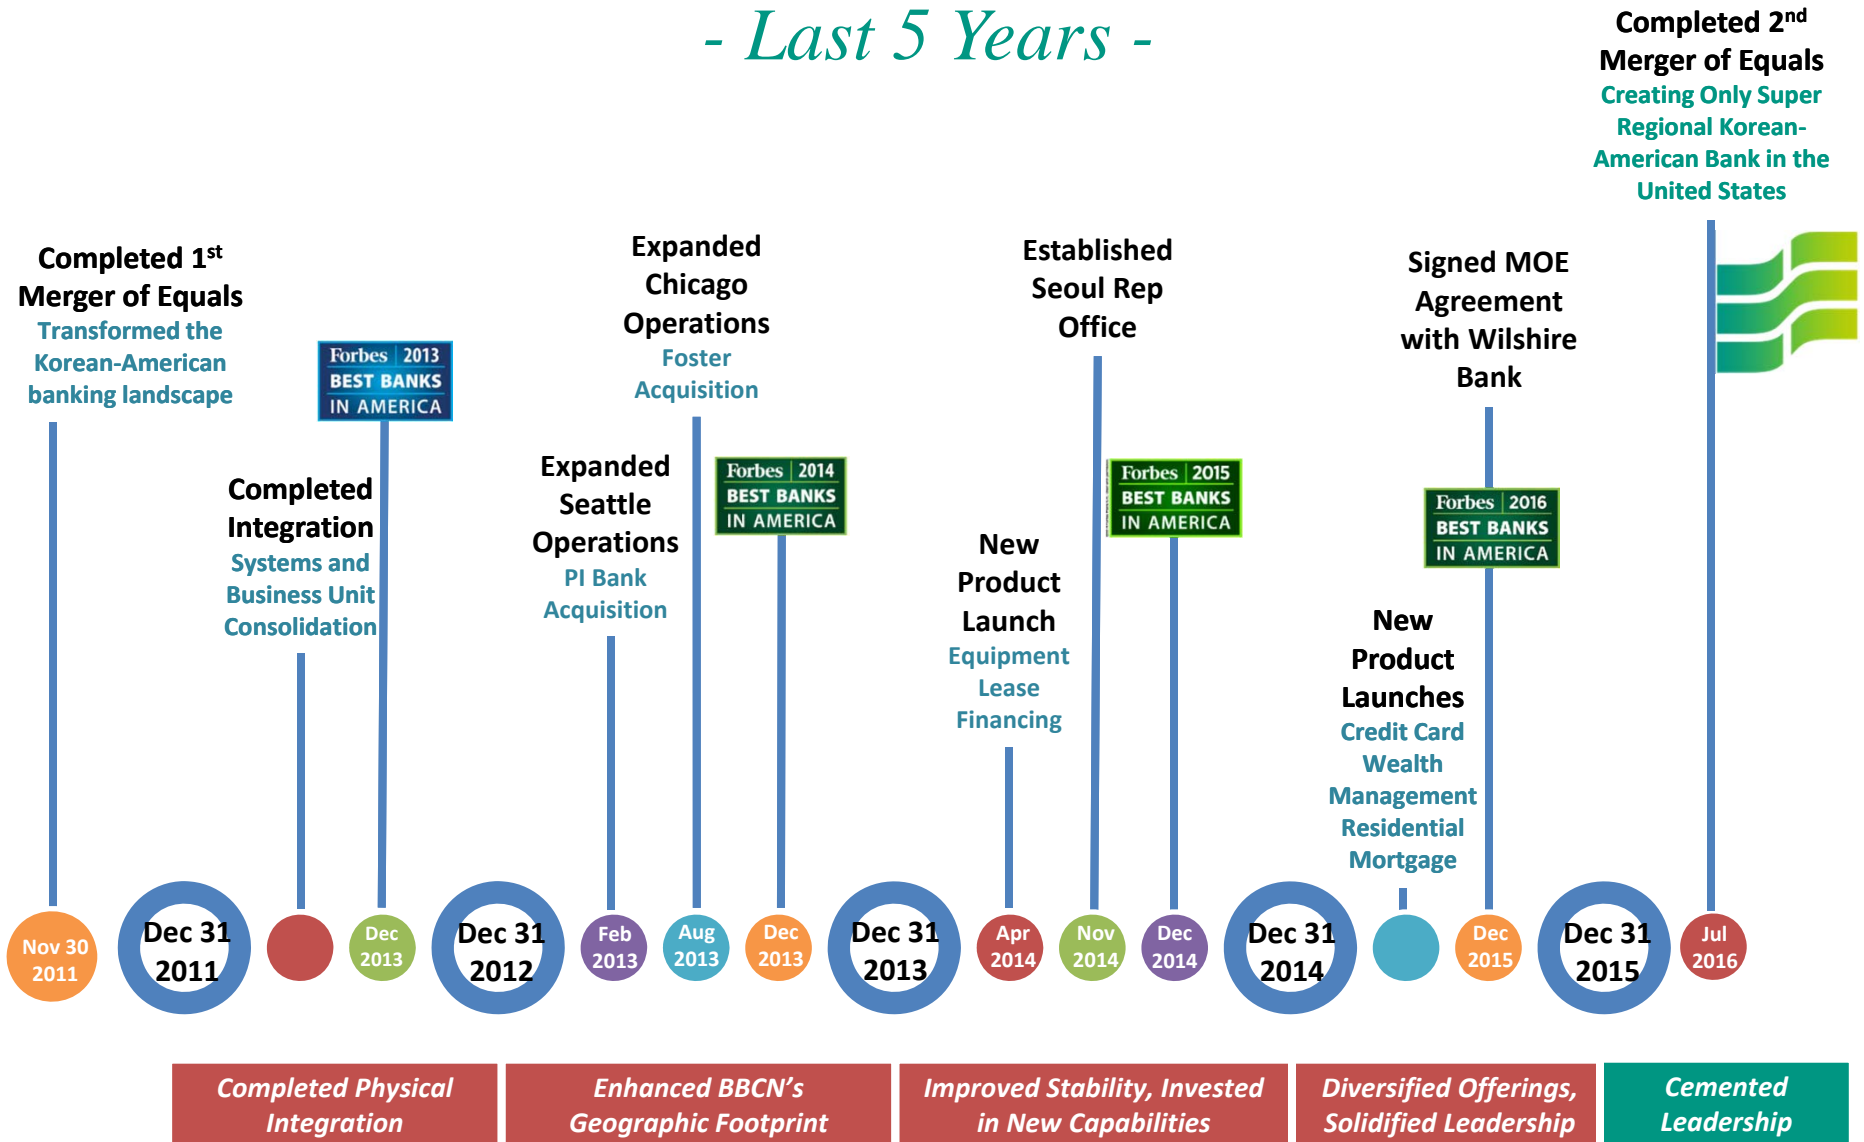 - Last 5 Years -
Completed 1st
Merger of Equals
Transformed the
Korean-American
banking landscape
Completed
Integration
Systems and
Business Unit
Consolidation
Forbes | 2013
BEST BANKS
IN AMERICA
Expanded
Seattle
Operations
PI Bank
Acquisition
Expanded
Chicago
Operations
Foster
Acquisition
Forbes | 2014
BEST BANKS
IN AMERICA
New
Product
Launch
Equipment
Lease
Financing
Established
Seoul Rep
Office
Forbes | 2015
BEST BANKS
IN AMERICA
New
Product
Launches
Credit Card
Wealth
Management
Residential
Mortgage
Signed MOE
Agreement
with Wilshire
Bank
Forbes | 2016
BEST BANKS
IN AMERICA
Completed 2nd
Merger of Equals
Creating Only Super
Regional Korean-
American Bank in the
United States
Nov 30
2011
Dec 31
2011
Dec
2013
Dec 31
2012
Feb
2013
Aug
2013
Dec
2013
Dec 31
2013
Apr
2014
Nov
2014
Dec
2014
Dec 31
2014
Dec
2015
Dec 31
2015
Jul
2016
Completed Physical
Integration
Enhanced BBCN's
Geographic Footprint
Improved Stability, Invested
in New Capabilities
Diversified Offerings,
Solidified Leadership
Cemented
Leadership